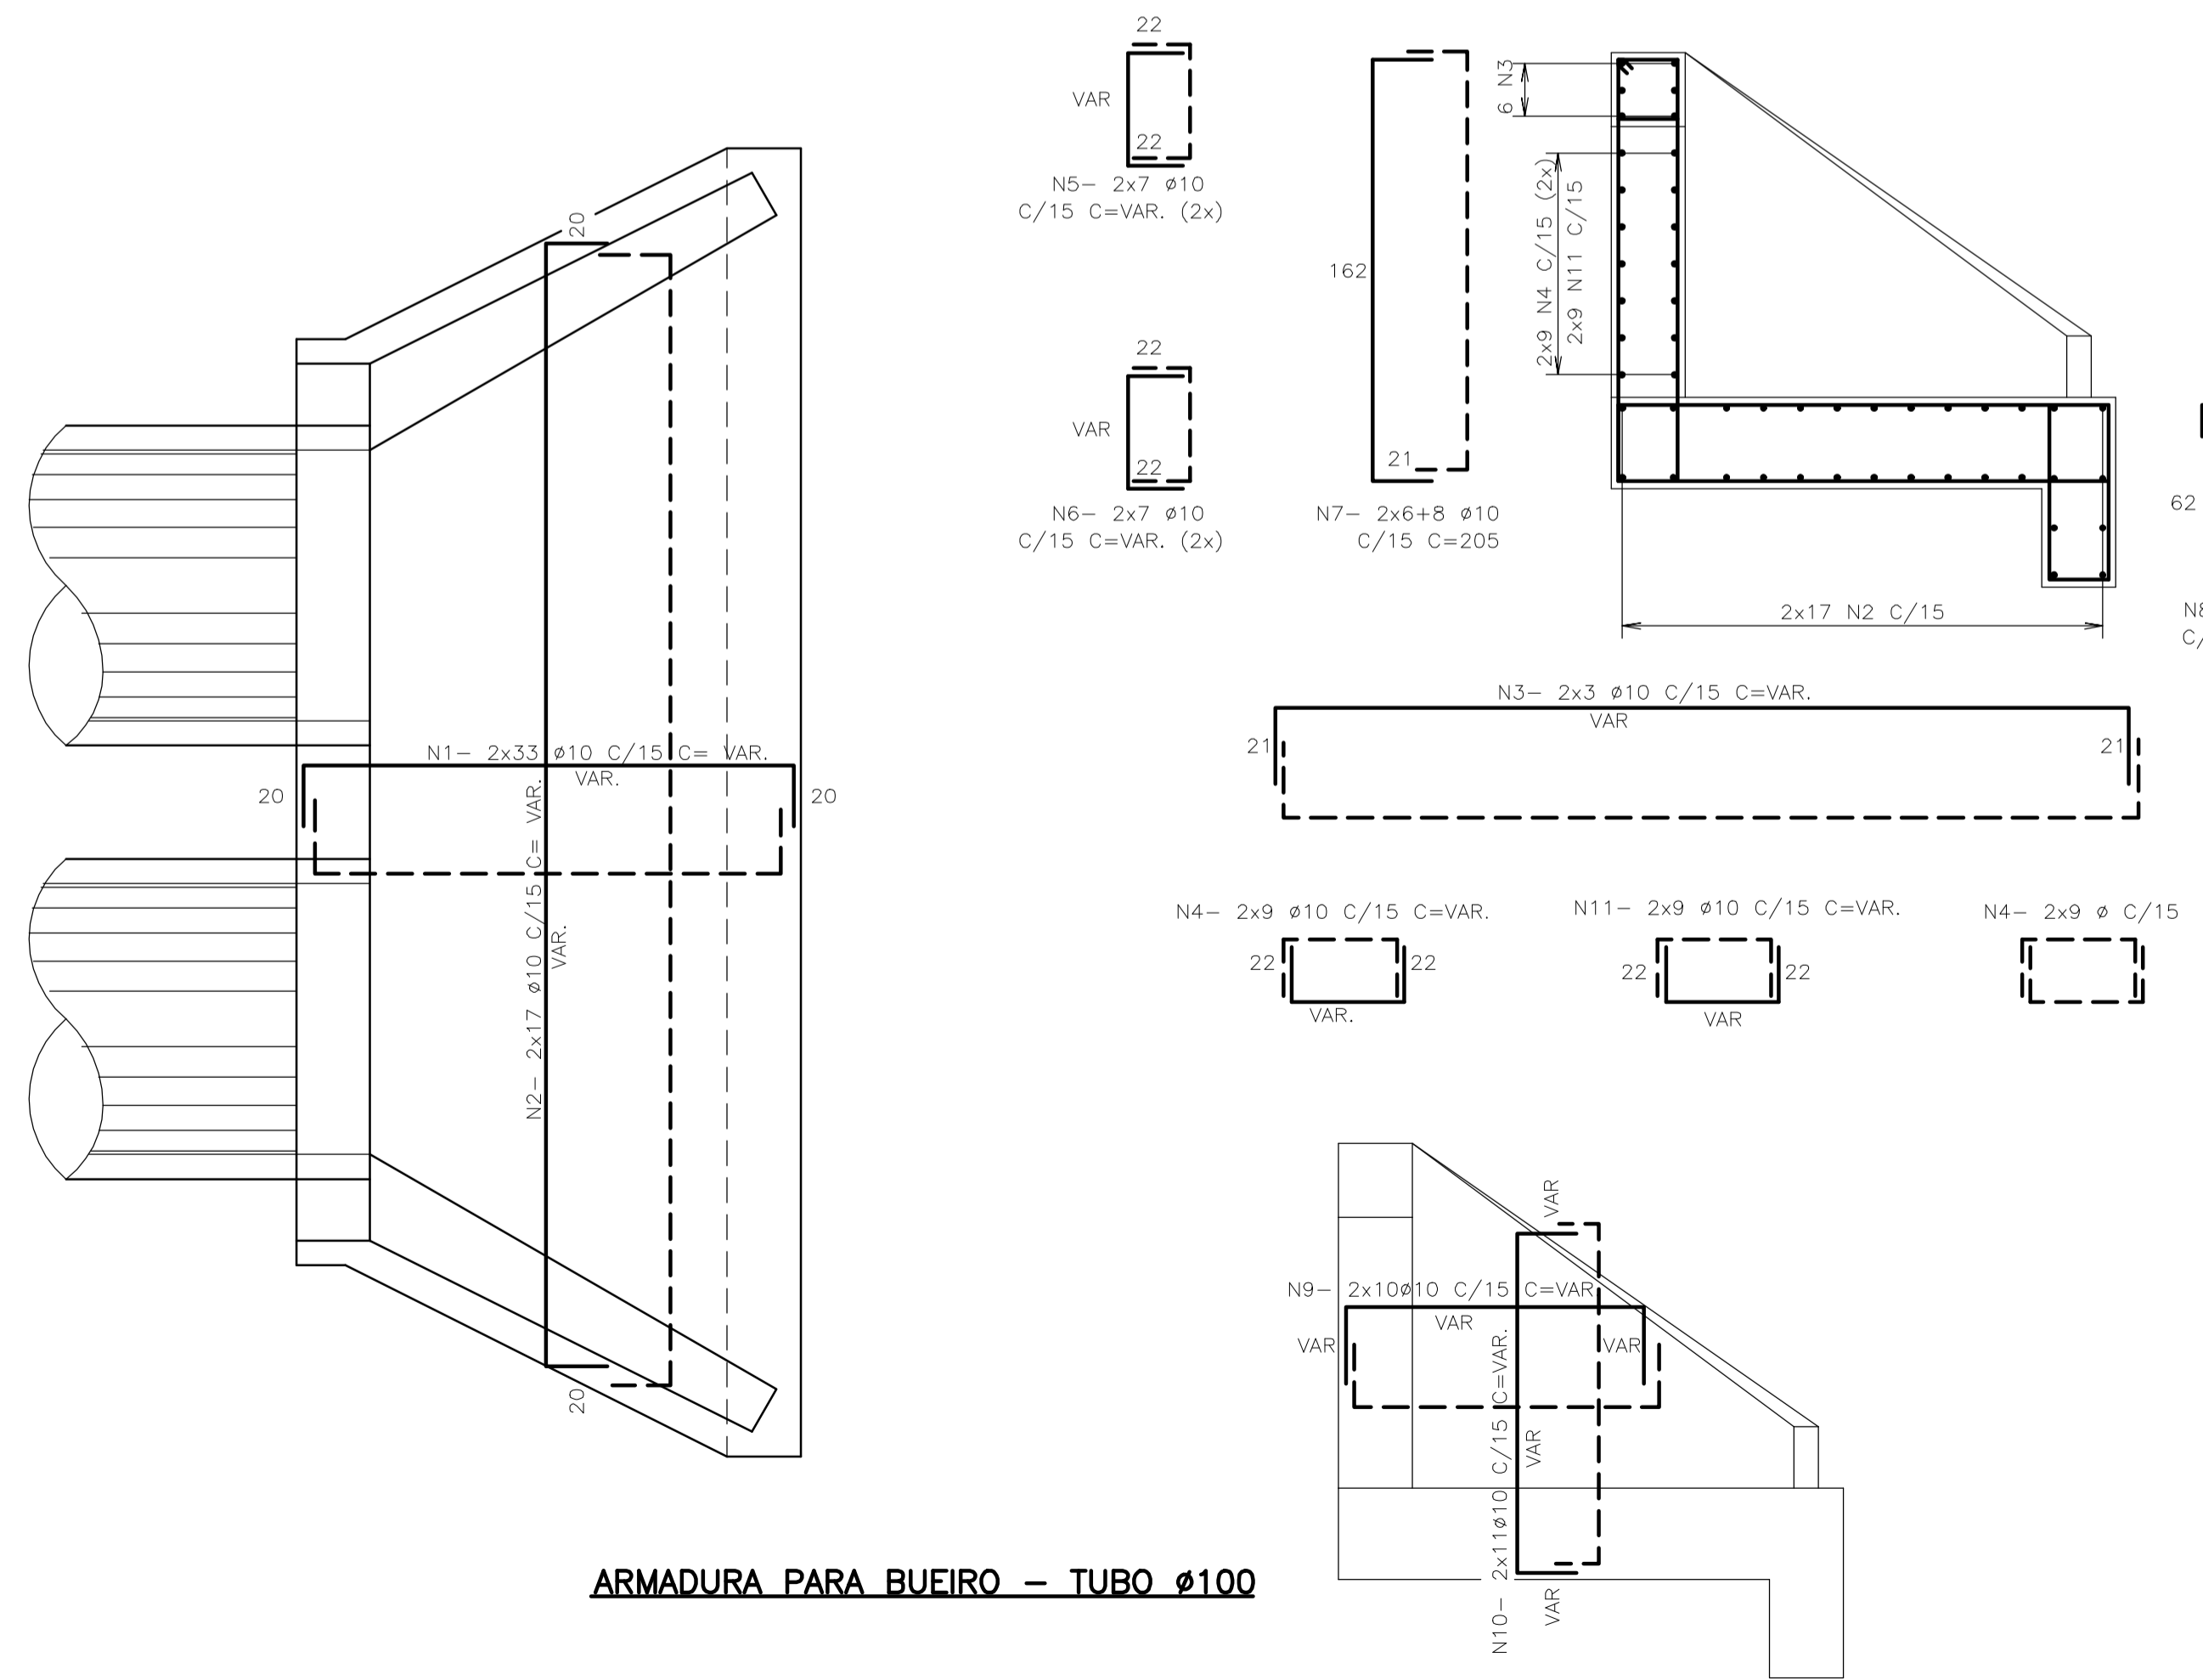 20
N1- 2x33 ø10 C/15 C= VAR.
VAR.
20
20
N2- 2x17 ø10 C/15 C= VAR.
VAR.
20
22
VAR
22
N5- 2x7 ø10
C/15 C=VAR. (2x)
22
VAR
22
N6- 2x7 ø10
C/15 C=VAR. (2x)
162
21
N7- 2x6+8 ø10
C/15 C=205
6 N3
2x9 N4 C/15 (2x)
2x9 N11 C/15
2x17 N2 C/15
62
N8
C/
N3- 2x3 ø10 C/15 C=VAR.
VAR
21
21
N4- 2x9 ø10 C/15 C=VAR.
22
22
VAR.
N11- 2x9 ø10 C/15 C=VAR.
22
22
VAR
N4- 2x9 ø C/15
VAR
N9- 2x10ø10 C/15 C=VAR
VAR
VAR
VAR
N10- 2x11ø10 C/15 C=VAR.
VAR
VAR
ARMADURA PARA BUEIRO - TUBO ø100